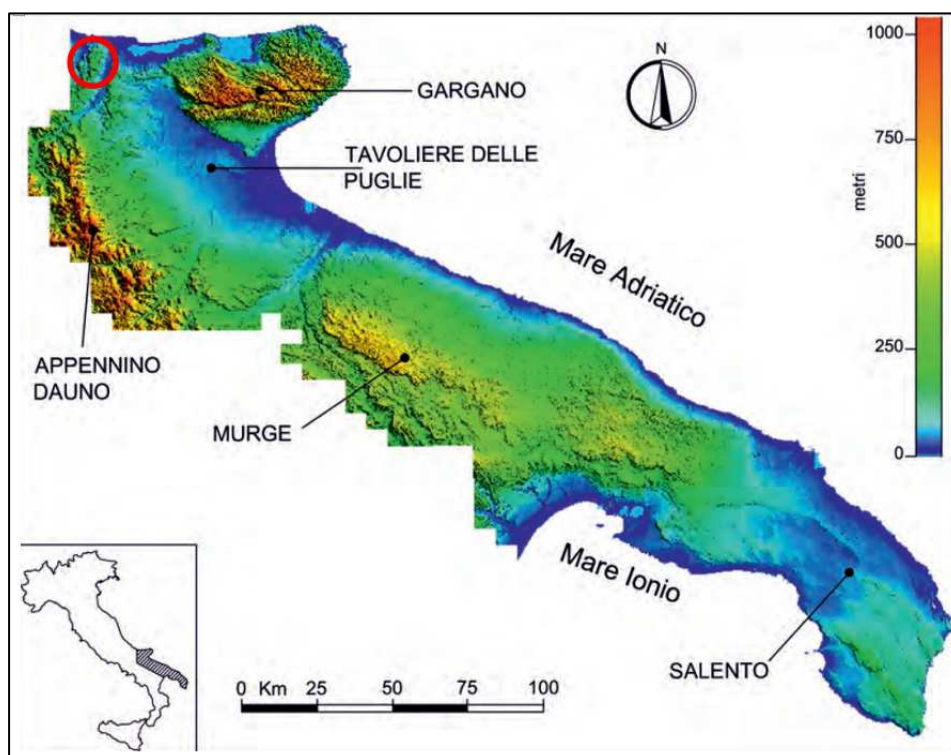 N
GARGANO
TAVOLIERE DELLE
PUGLIE
Mare Adriatico
APPENNINO
DAUNO
MURGE
Mare Ionio
SALENTO
metri
1000
750
500
250
0
0 Km 25 50 75 100